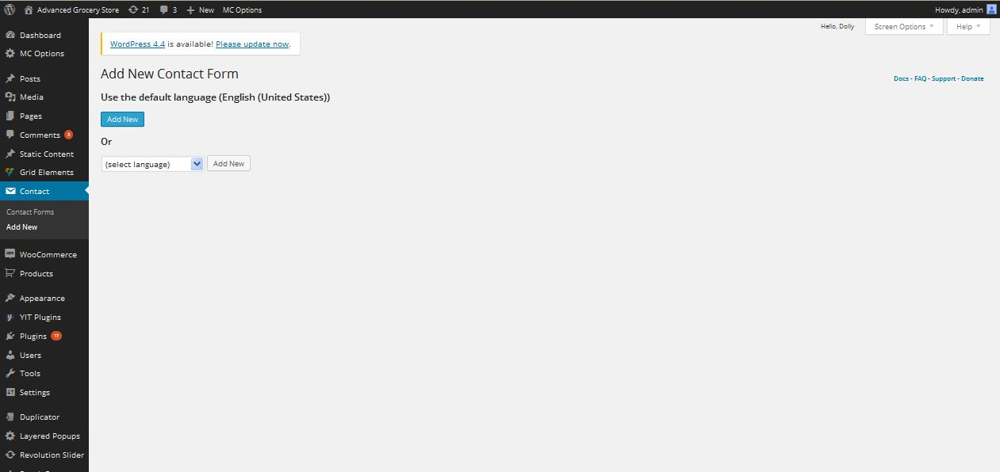 Advanced Grocery Store 21 3 New MC Options Howdy, admin
Hello, Dolly Screen Options Help
WordPress 4.4 is available! Please update now.
Add New Contact Form
Docs - FAQ - Support - Donate
Use the default language (English (United States))
Add New
Or
(select language) Add New
Dashboard
MC Options
Posts
Media
Pages
Comments 3
Static Content
Grid Elements
Contact
Contact Forms
Add New
WooCommerce
Products
Appearance
YIT Plugins
Plugins 17
Users
Tools
Settings
Duplicator
Layered Popups
Revolution Slider